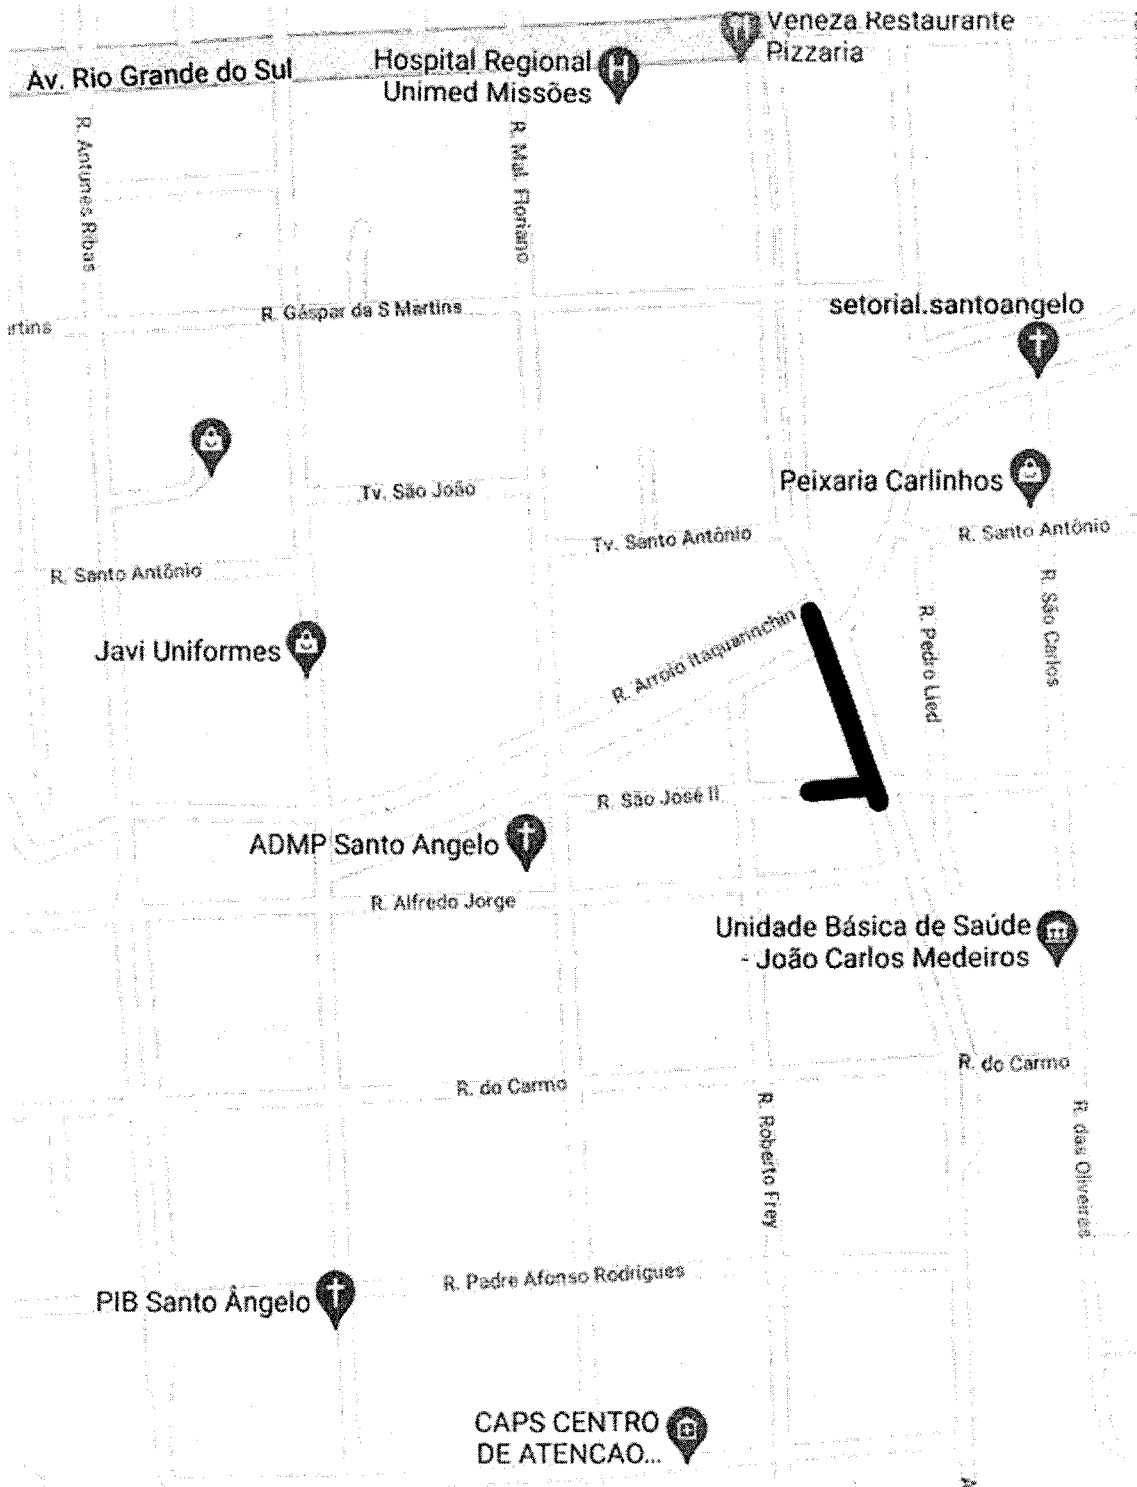 Veneza Restaurante
Pizzaria
Hospital Regional
Unimed Missões
Av. Rio Grande do Sul
R. Antunes Ribas
R. Mal. Floriano
R. Gaspar da S Martins
setorial.santoangelo
artins
Tv. São João
Peixaria Carlinhos
Tv. Santo Antônio
R. Santo Antônio
R. Santo Antônio
R. São Carlos
R. Pedro Lied
R. Arroio Itaquarinchin
Javi Uniformes
R. São José II
ADMP Santo Angelo
R. Alfredo Jorge
Unidade Básica de Saúde
- João Carlos Medeiros
R. do Carmo
R. do Carmo
R. Roberto Frey
R. das Oliveiras
R. Padre Afonso Rodrigues
PIB Santo Ângelo
CAPS CENTRO
DE ATENCAO...
A